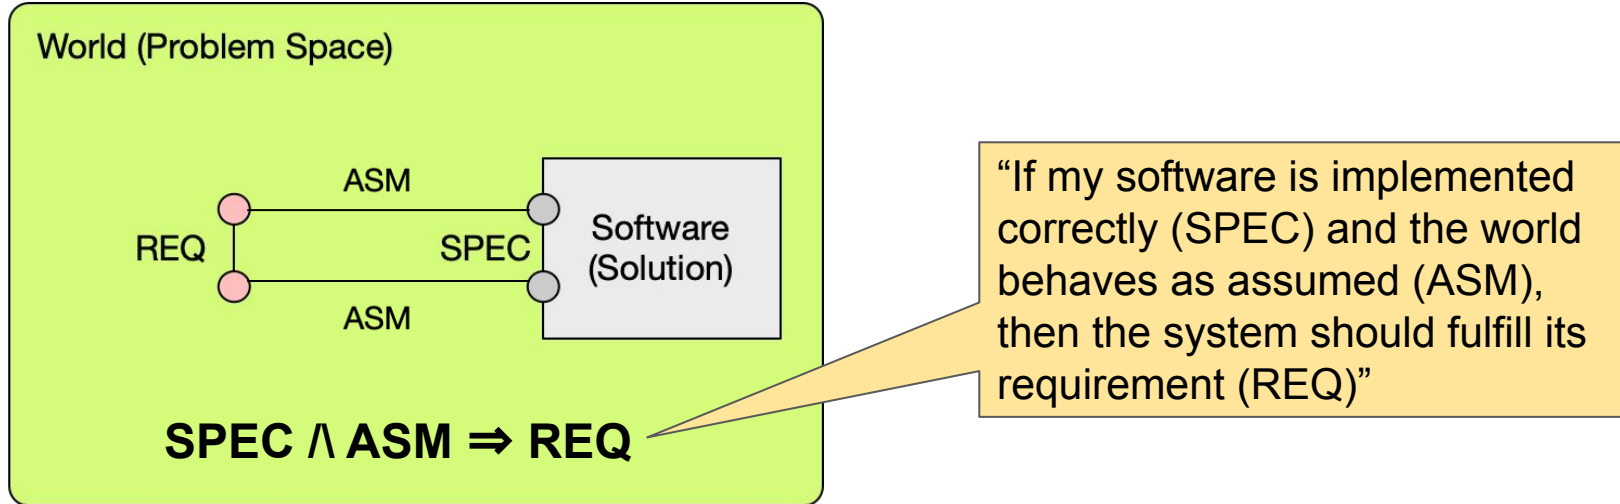 World (Problem Space)
ASM
REQ
SPEC
Software
(Solution)
ASM
SPEC /\ ASM ⇒ REQ
“If my software is implemented
correctly (SPEC) and the world
behaves as assumed (ASM),
then the system should fulfill its
requirement (REQ)”